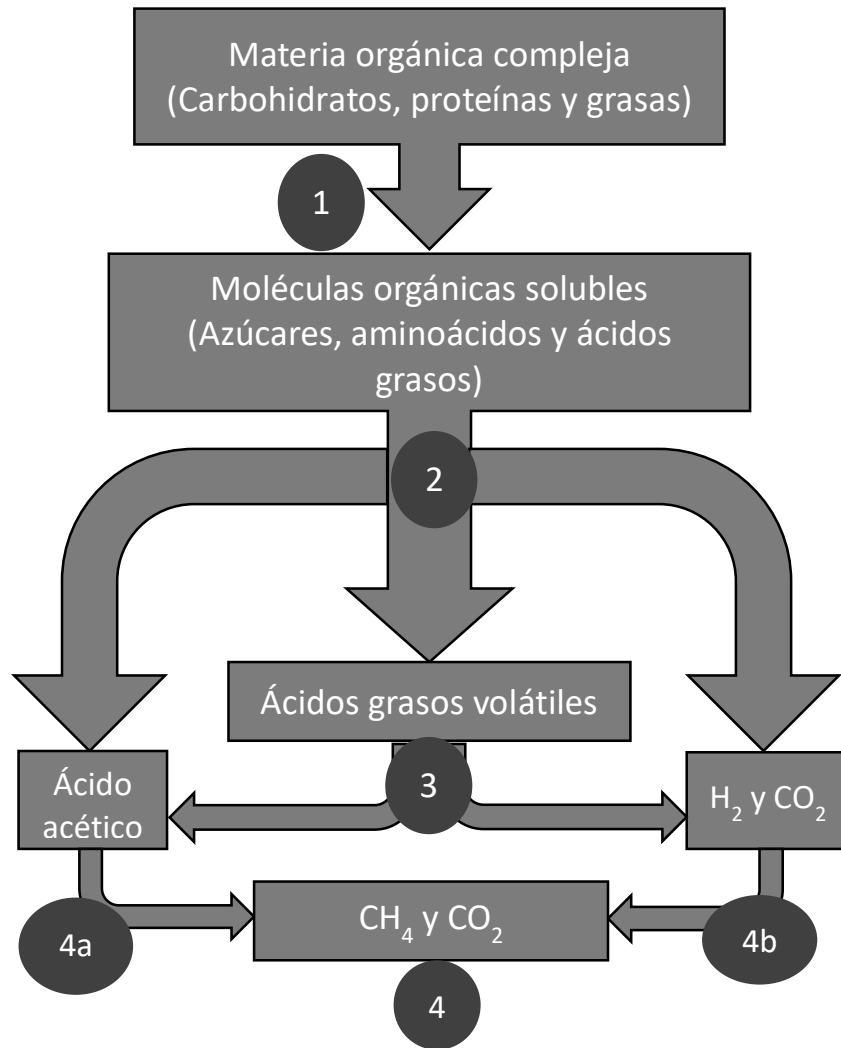 Materia orgánica compleja
(Carbohidratos, proteínas y grasas)
1
Moléculas orgánicas solubles
(Azúcares, aminoácidos y ácidos
grasos)
2
Ácidos grasos volátiles
Ácido
acético
3
H₂ y CO₂
4a
CH₄ y CO₂
4b
4